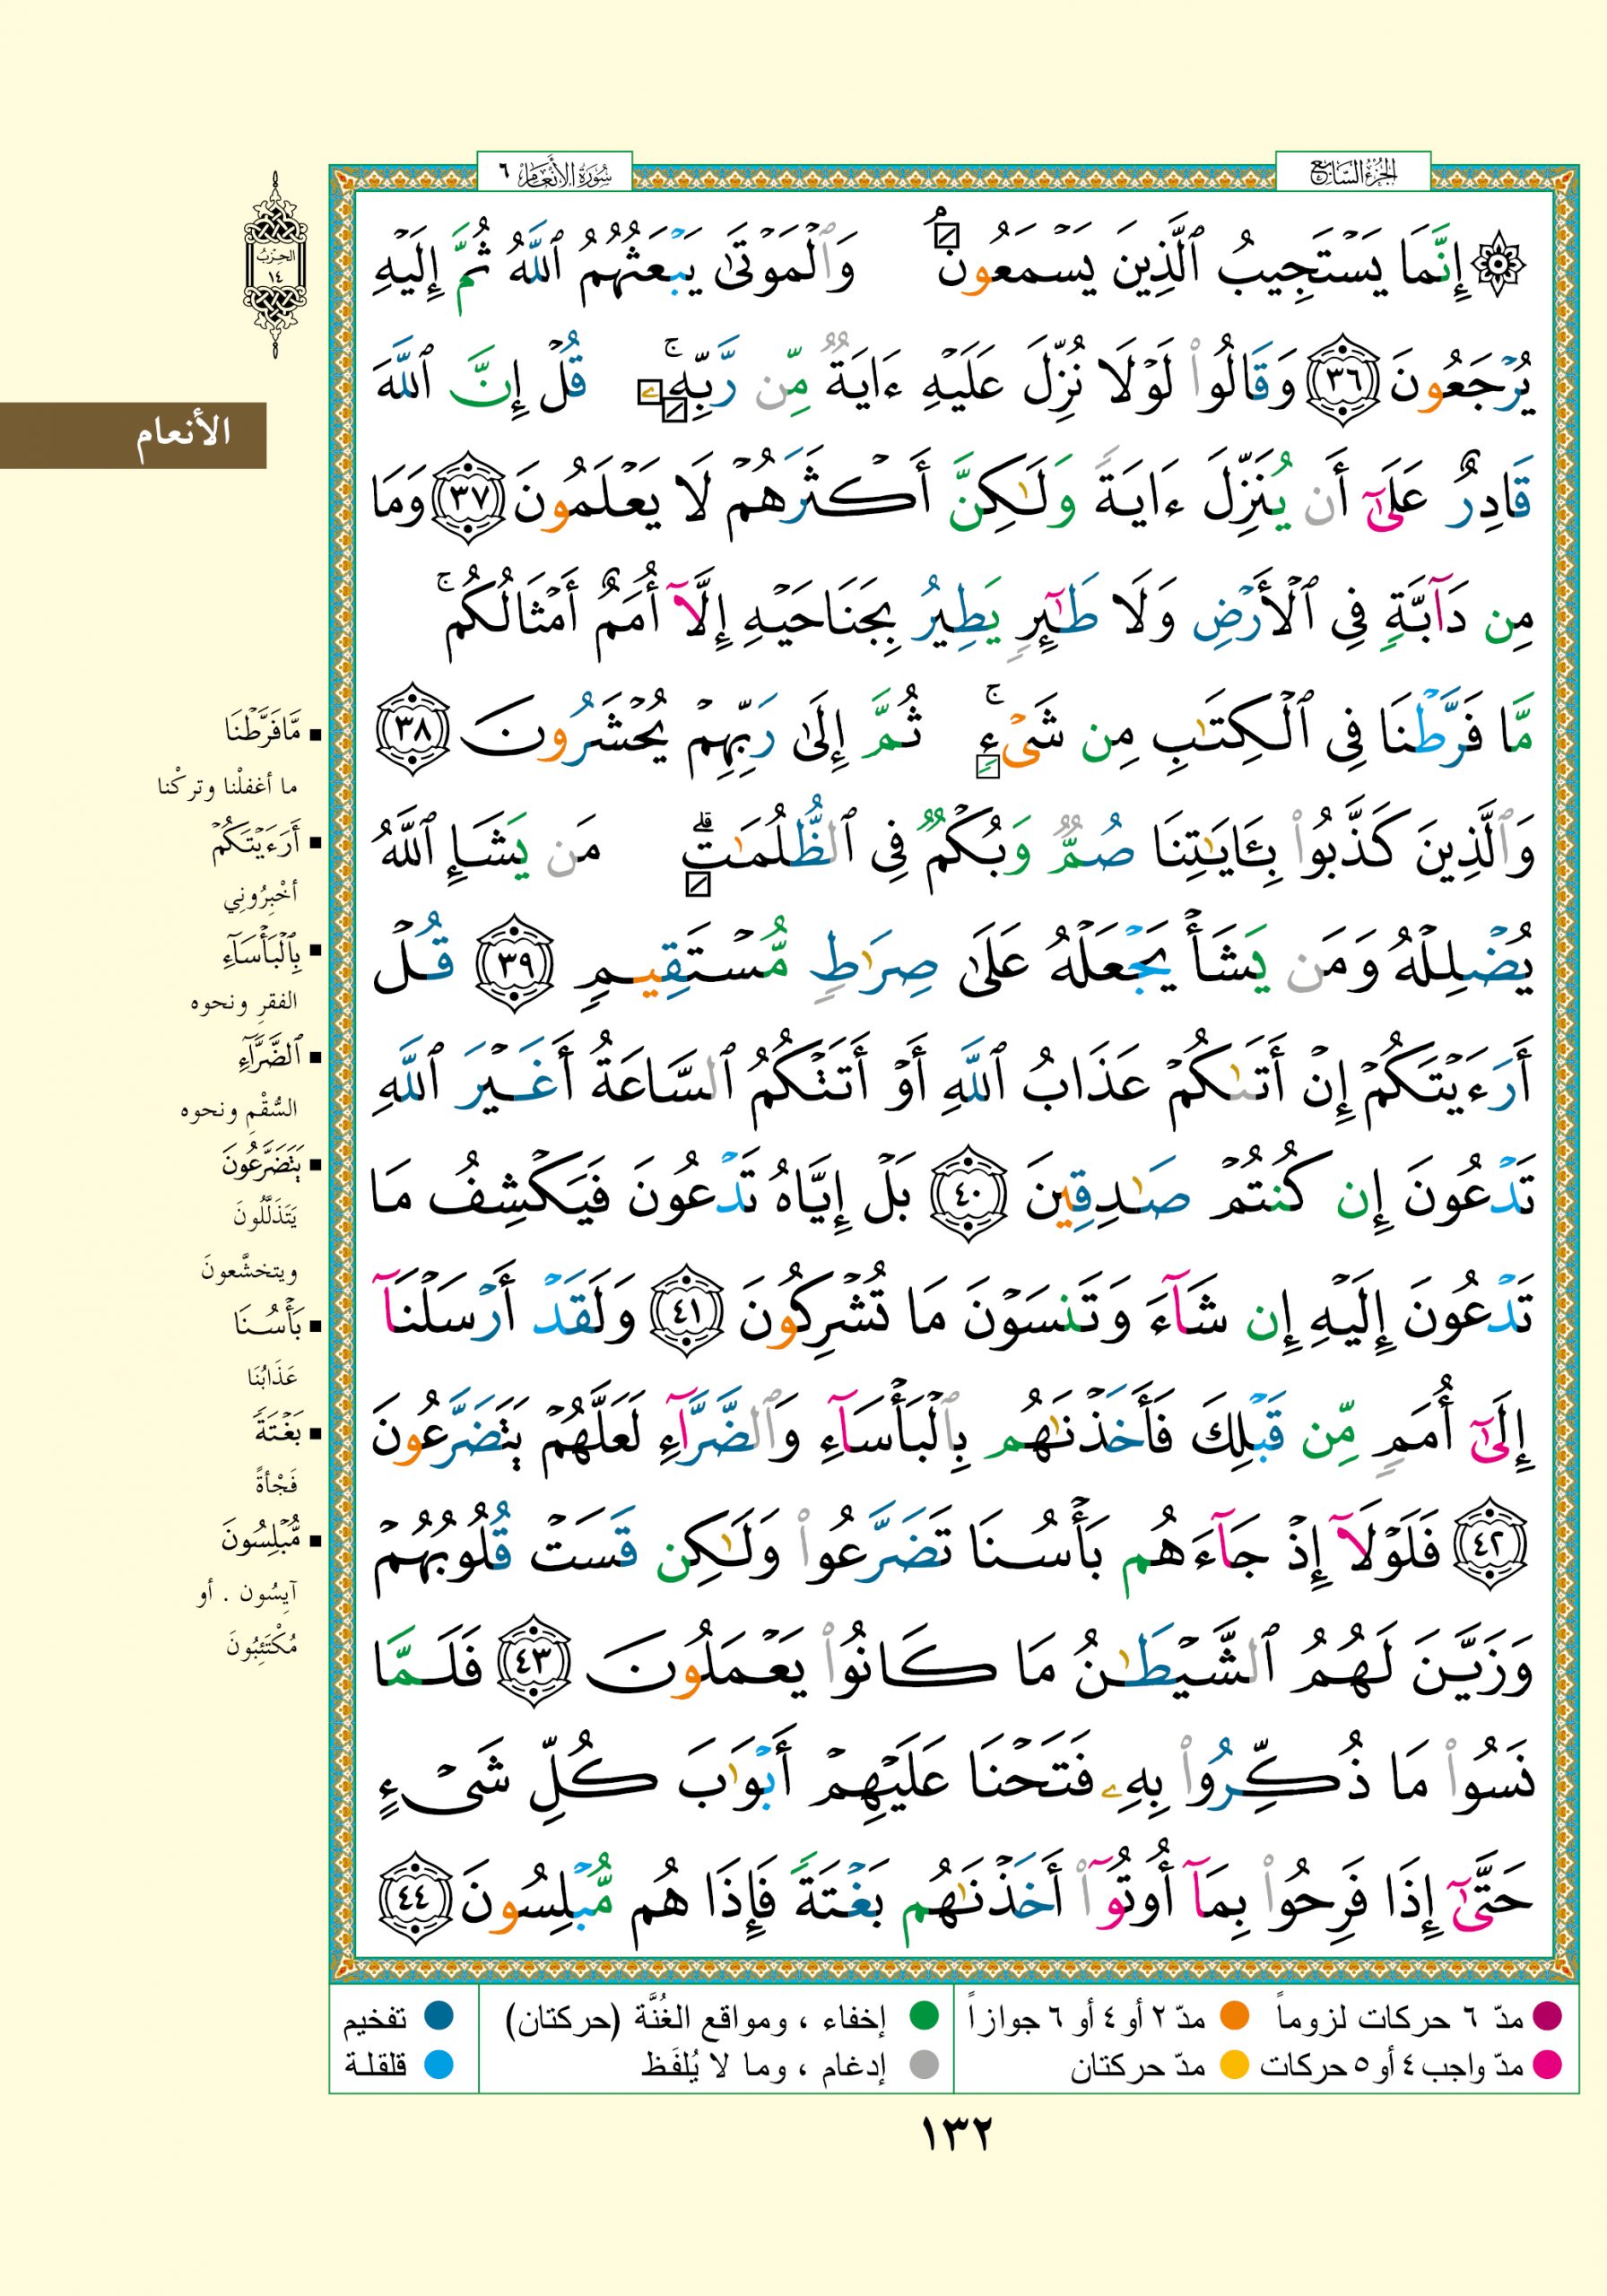 الجزء السابع
سورة الأنعام ٦
الحزب
١٤
الأنعام
۞ إِنَّمَا يَسْتَجِيبُ ٱلَّذِينَ يَسْمَعُونَۘ وَٱلْمَوْتَىٰ يَبْعَثُهُمُ ٱللَّهُ ثُمَّ إِلَيْهِ
يُرْجَعُونَ ٣٦ وَقَالُوا۟ لَوْلَا نُزِّلَ عَلَيْهِ ءَايَةٌ مِّن رَّبِّهِۦۚ قُلْ إِنَّ ٱللَّهَ
قَادِرٌ عَلَىٰٓ أَن يُنَزِّلَ ءَايَةً وَلَـٰكِنَّ أَكْثَرَهُمْ لَا يَعْلَمُونَ ٣٧ وَمَا
مِن دَآبَّةٍ فِى ٱلْأَرْضِ وَلَا طَـٰٓئِرٍ يَطِيرُ بِجَنَاحَيْهِ إِلَّآ أُمَمٌ أَمْثَالُكُمۚ
مَّا فَرَّطْنَا فِى ٱلْكِتَـٰبِ مِن شَىْءٍۚ ثُمَّ إِلَىٰ رَبِّهِمْ يُحْشَرُونَ ٣٨
وَٱلَّذِينَ كَذَّبُوا۟ بِـَٔايَـٰتِنَا صُمٌّ وَبُكْمٌ فِى ٱلظُّلُمَـٰتِۗ مَن يَشَإِ ٱللَّهُ
يُضْلِلْهُ وَمَن يَشَأْ يَجْعَلْهُ عَلَىٰ صِرَٰطٍ مُّسْتَقِيمٍ ٣٩ قُلْ
أَرَءَيْتَكُمْ إِنْ أَتَىٰكُمْ عَذَابُ ٱللَّهِ أَوْ أَتَتْكُمُ ٱلسَّاعَةُ أَغَيْرَ ٱللَّهِ
تَدْعُونَ إِن كُنتُمْ صَـٰدِقِينَ ٤٠ بَلْ إِيَّاهُ تَدْعُونَ فَيَكْشِفُ مَا
تَدْعُونَ إِلَيْهِ إِن شَآءَ وَتَنسَوْنَ مَا تُشْرِكُونَ ٤١ وَلَقَدْ أَرْسَلْنَآ
إِلَىٰٓ أُمَمٍ مِّن قَبْلِكَ فَأَخَذْنَـٰهُم بِٱلْبَأْسَآءِ وَٱلضَّرَّآءِ لَعَلَّهُمْ يَتَضَرَّعُونَ
٤٢ فَلَوْلَآ إِذْ جَآءَهُم بَأْسُنَا تَضَرَّعُوا۟ وَلَـٰكِن قَسَتْ قُلُوبُهُمْ
وَزَيَّنَ لَهُمُ ٱلشَّيْطَـٰنُ مَا كَانُوا۟ يَعْمَلُونَ ٤٣ فَلَمَّا
نَسُوا۟ مَا ذُكِّرُوا۟ بِهِۦ فَتَحْنَا عَلَيْهِمْ أَبْوَٰبَ كُلِّ شَىْءٍ
حَتَّىٰٓ إِذَا فَرِحُوا۟ بِمَآ أُوتُوٓا۟ أَخَذْنَـٰهُم بَغْتَةً فَإِذَا هُم مُّبْلِسُونَ ٤٤
▪ مَّا فَرَّطْنَا
ما أغفلْنا وتركْنا
▪ أَرَءَيْتَكُمْ
أخْبِرُونِي
▪ بِٱلْبَأْسَآءِ
الفقرِ ونحوه
▪ ٱلضَّرَّآءِ
السُّقْمِ ونحوه
▪ يَتَضَرَّعُونَ
يَتَذَلَّلُونَ
ويتخشَّعونَ
▪ بَأْسُنَا
عَذَابُنَا
▪ بَغْتَةً
فَجْأةً
▪ مُّبْلِسُونَ
آيِسُون . أو
مُكْتَئِبُونَ
مدّ ٦ حركات لزوماً مدّ ٢ أو ٤ أو ٦ جوازاً إخفاء ، ومواقع الغُنَّة (حركتان) تفخيم
مدّ واجب ٤ أو ٥ حركات مدّ حركتان إدغام ، وما لا يُلفَظ قلقلة
١٣٢